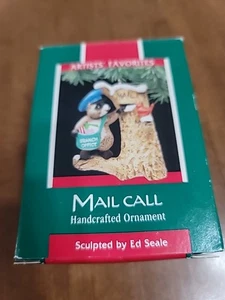 ARTISTS' FAVORITES
MAIL CALL
Handcrafted Ornament
Sculpted by Ed Seale